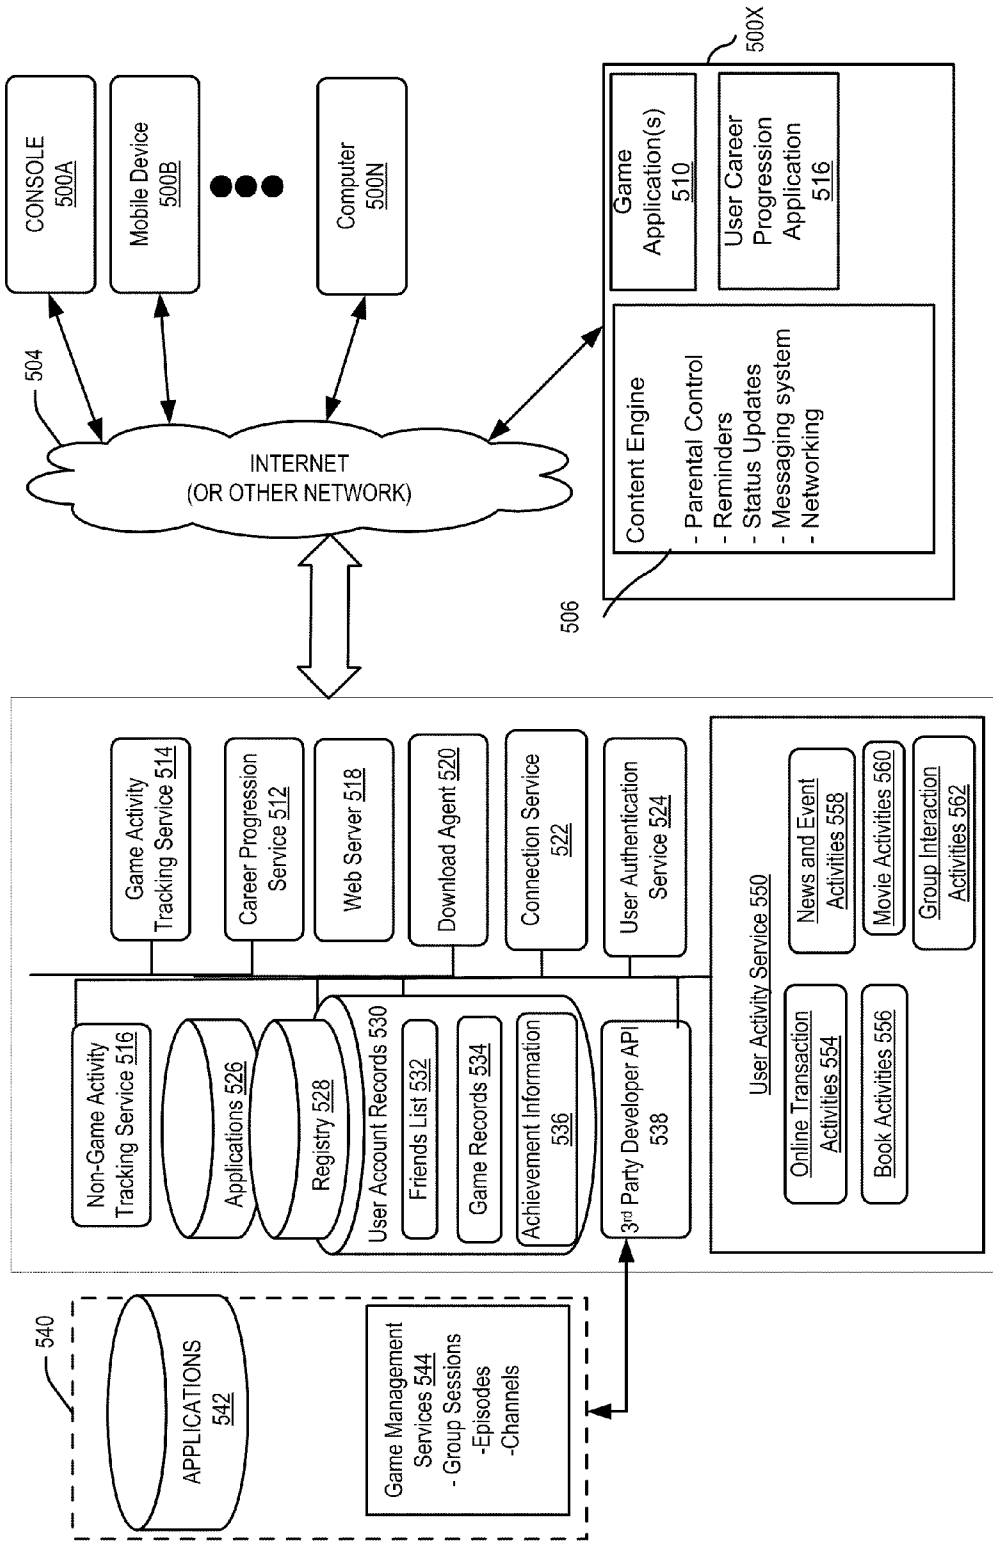 540
APPLICATIONS
542
Game Management
Services 544
- Group Sessions
-Episodes
-Channels
Non-Game Activity
Tracking Service 516
Applications 526
Registry 528
User Account Records 530
Friends List 532
Game Records 534
Achievement Information
536
3rd Party Developer API
538
Game Activity
Tracking Service 514
Career Progression
Service 512
Web Server 518
Download Agent 520
Connection Service
522
User Authentication
Service 524
User Activity Service 550
Online Transaction
Activities 554
Book Activities 556
News and Event
Activities 558
Movie Activities 560
Group Interaction
Activities 562
504
INTERNET
(OR OTHER NETWORK)
CONSOLE
500A
Mobile Device
500B
Computer
500N
500X
506
Content Engine
- Parental Control
- Reminders
- Status Updates
- Messaging system
- Networking
Game
Application(s)
510
User Career
Progression
Application
516